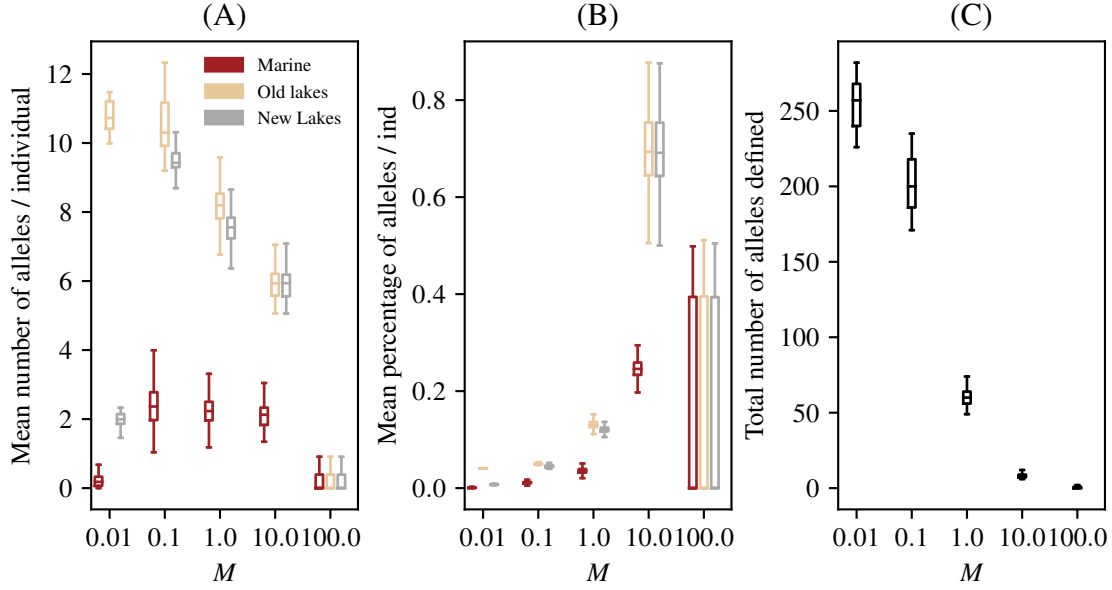 (A)
Mean number of alleles / individual
12
10
8
6
4
2
0
Marine
Old lakes
New Lakes
0.01 0.1 1.0 10.0 100.0
M
(B)
Mean percentage of alleles / ind
0.8
0.6
0.4
0.2
0.0
0.01 0.1 1.0 10.0 100.0
M
(C)
Total number of alleles defined
250
200
150
100
50
0
0.01 0.1 1.0 10.0 100.0
M